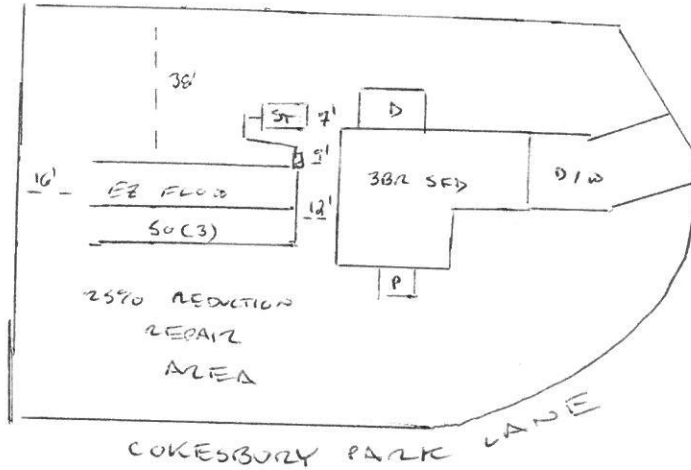 38'
ST 7'
D
5'
16'
EZ FLOW
12'
3BR SFD
D/W
50(3)
P
25% REDUCTION
REPAIR
AREA
COKESBURY PARK LANE